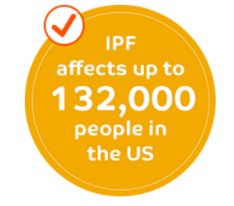 IPF
affects up to
132,000
people in
the US